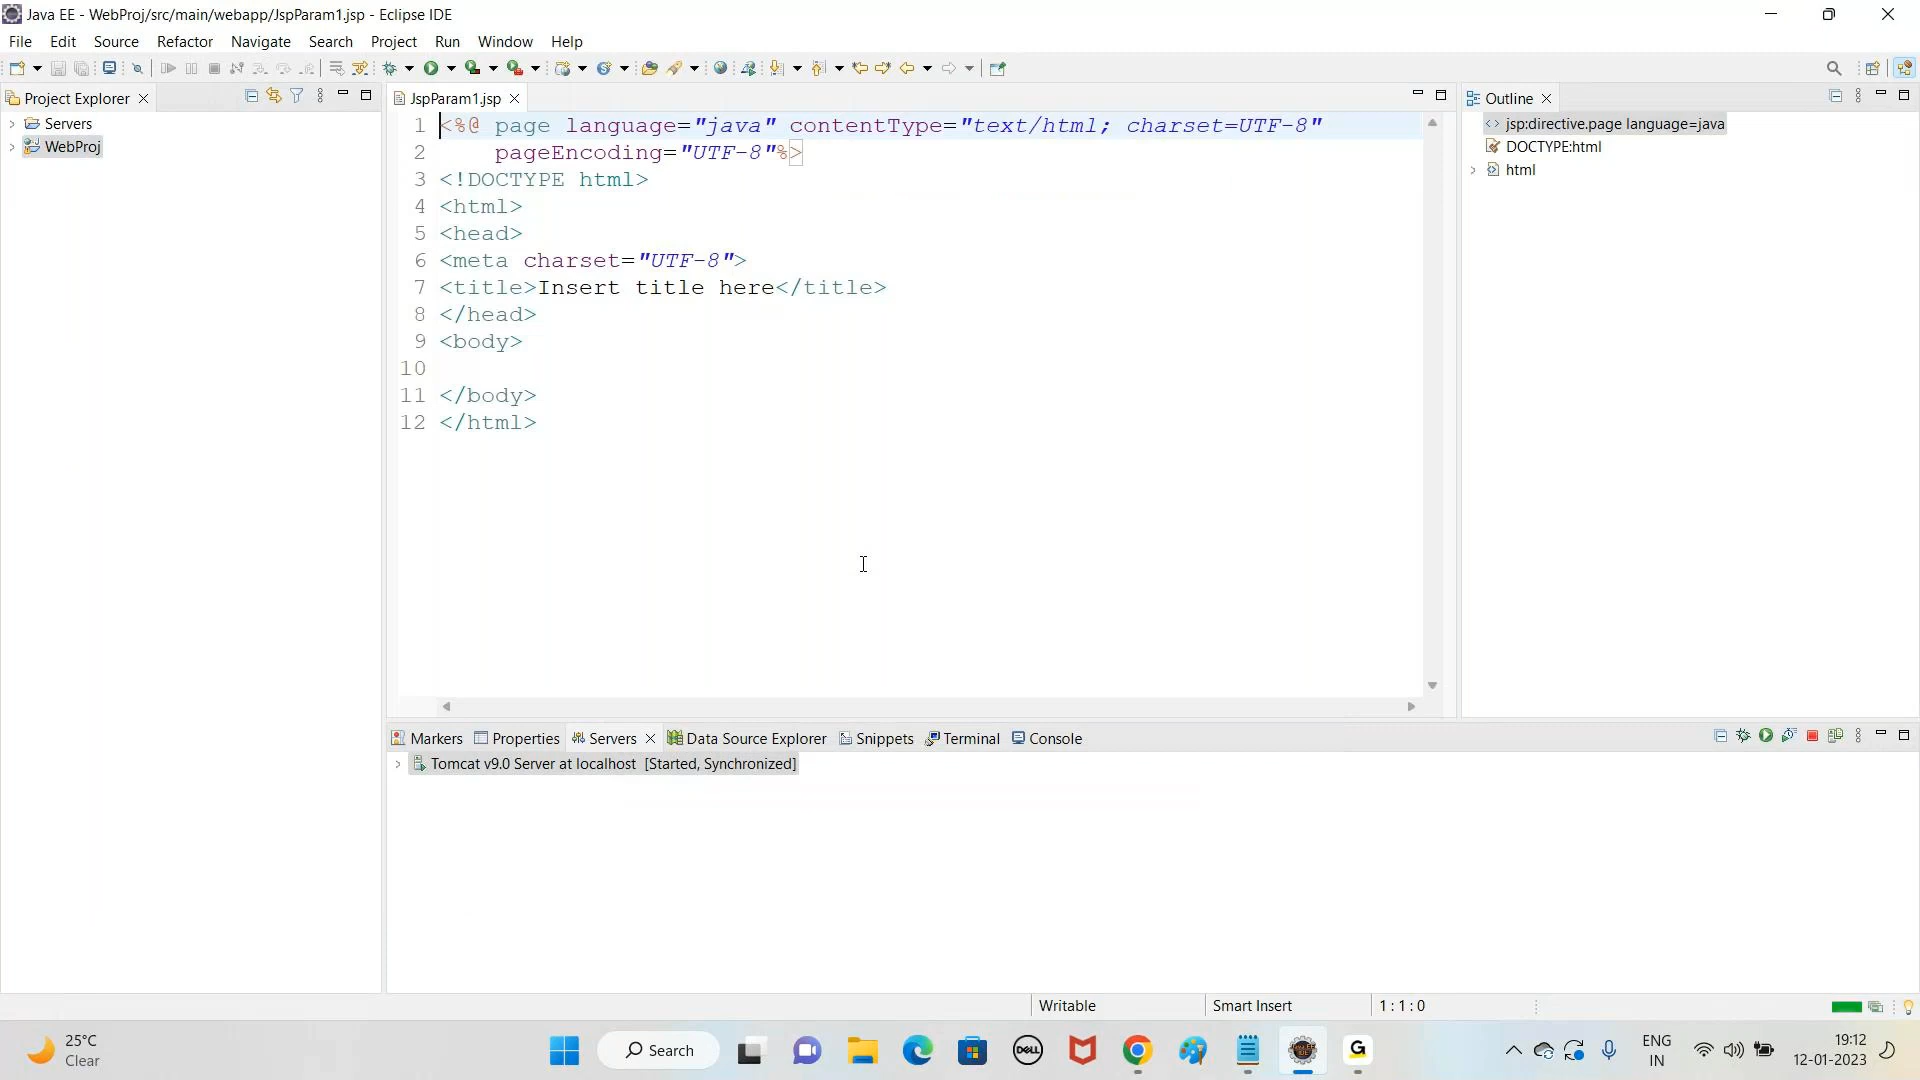 Java EE - WebProj/src/main/webapp/JspParam1.jsp - Eclipse IDE
File Edit Source Refactor Navigate Search Project Run Window Help
Project Explorer
Servers
WebProj
JspParam1.jsp
1 <%@ page language="java" contentType="text/html; charset=UTF-8"
2 pageEncoding="UTF-8"%>
3 <!DOCTYPE html>
4 <html>
5 <head>
6 <meta charset="UTF-8">
7 <title>Insert title here</title>
8 </head>
9 <body>
10
11 </body>
12 </html>
Outline
jsp:directive.page language=java
DOCTYPE:html
html
Markers Properties Servers Data Source Explorer Snippets Terminal Console
Tomcat v9.0 Server at localhost [Started, Synchronized]
Writable Smart Insert 1 : 1 : 0
25°C
Clear
Search
DELL
G
ENG
IN
19:12
12-01-2023